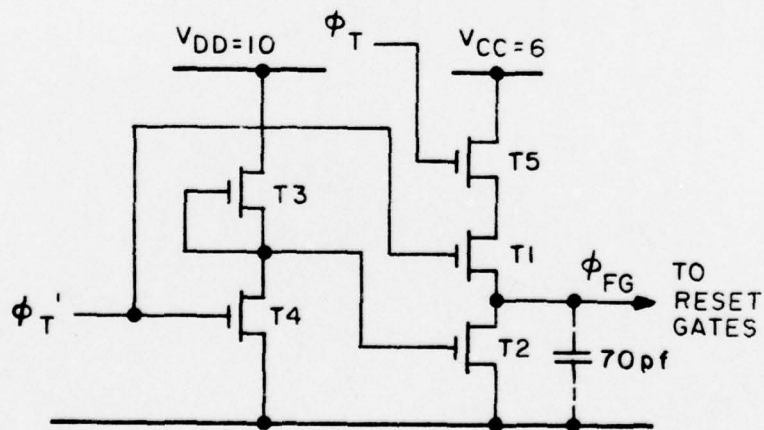 V_DD=10
ϕ_T
V_CC=6
T5
T3
T1
ϕ_FG
TO
RESET
GATES
ϕ_T'
T4
T2
70pf